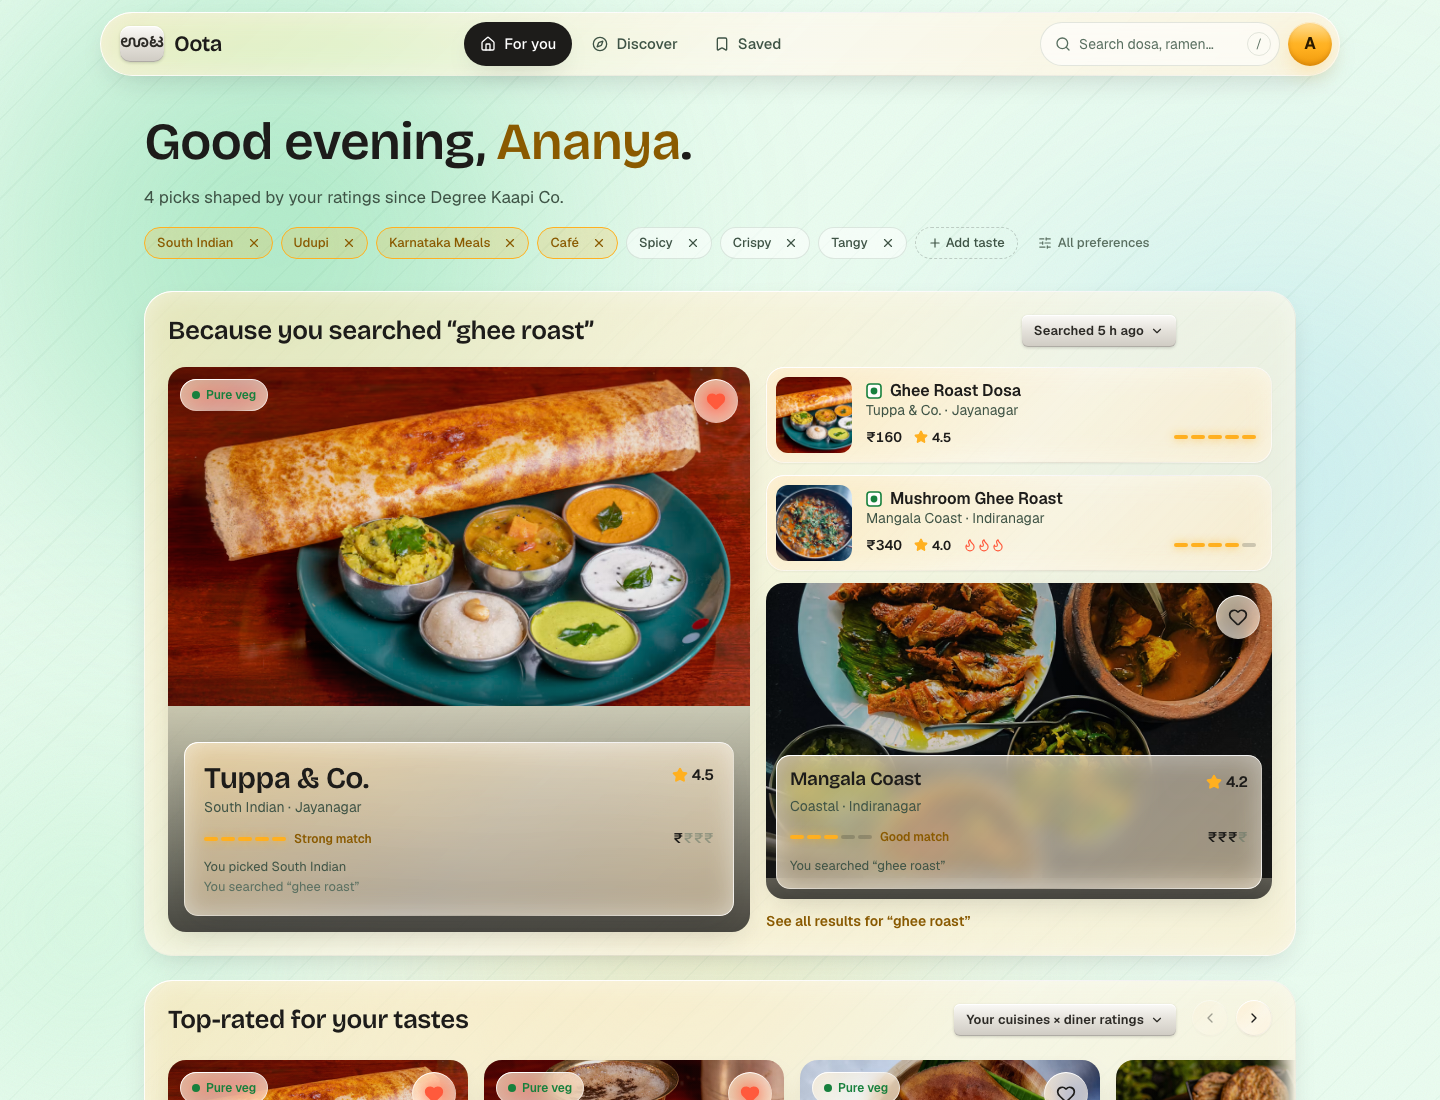 ಊಟ Oota
For you
Discover
Saved
Search dosa, ramen...
/
A
Good evening, Ananya.
4 picks shaped by your ratings since Degree Kaapi Co.
South Indian
Udupi
Karnataka Meals
Café
Spicy
Crispy
Tangy
Add taste
All preferences
Because you searched “ghee roast”
Searched 5 h ago
Pure veg
Tuppa & Co.
4.5
South Indian · Jayanagar
Strong match
₹₹₹₹
You picked South Indian
You searched “ghee roast”
Ghee Roast Dosa
Tuppa & Co. · Jayanagar
₹160 4.5
Mushroom Ghee Roast
Mangala Coast · Indiranagar
₹340 4.0
Mangala Coast
4.2
Coastal · Indiranagar
Good match
₹₹₹₹
You searched “ghee roast”
See all results for “ghee roast”
Top-rated for your tastes
Your cuisines × diner ratings
Pure veg
Pure veg
Pure veg